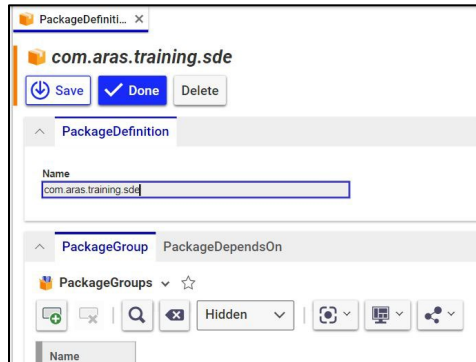 PackageDefiniti... ×
com.aras.training.sde
Save Done Delete
PackageDefinition
Name
com.aras.training.sde
PackageGroup PackageDependsOn
PackageGroups
Hidden
Name